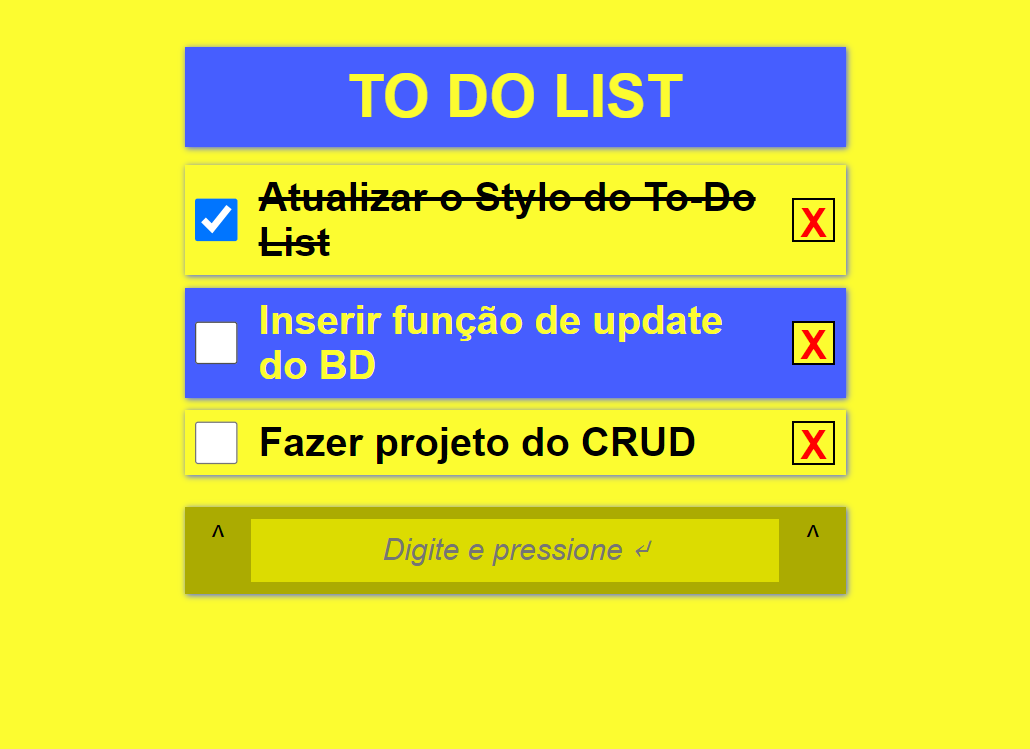 TO DO LIST
Atualizar o Stylo do To-Do
List
X
Inserir função de update
do BD
X
Fazer projeto do CRUD
X
^ Digite e pressione ↲ ^